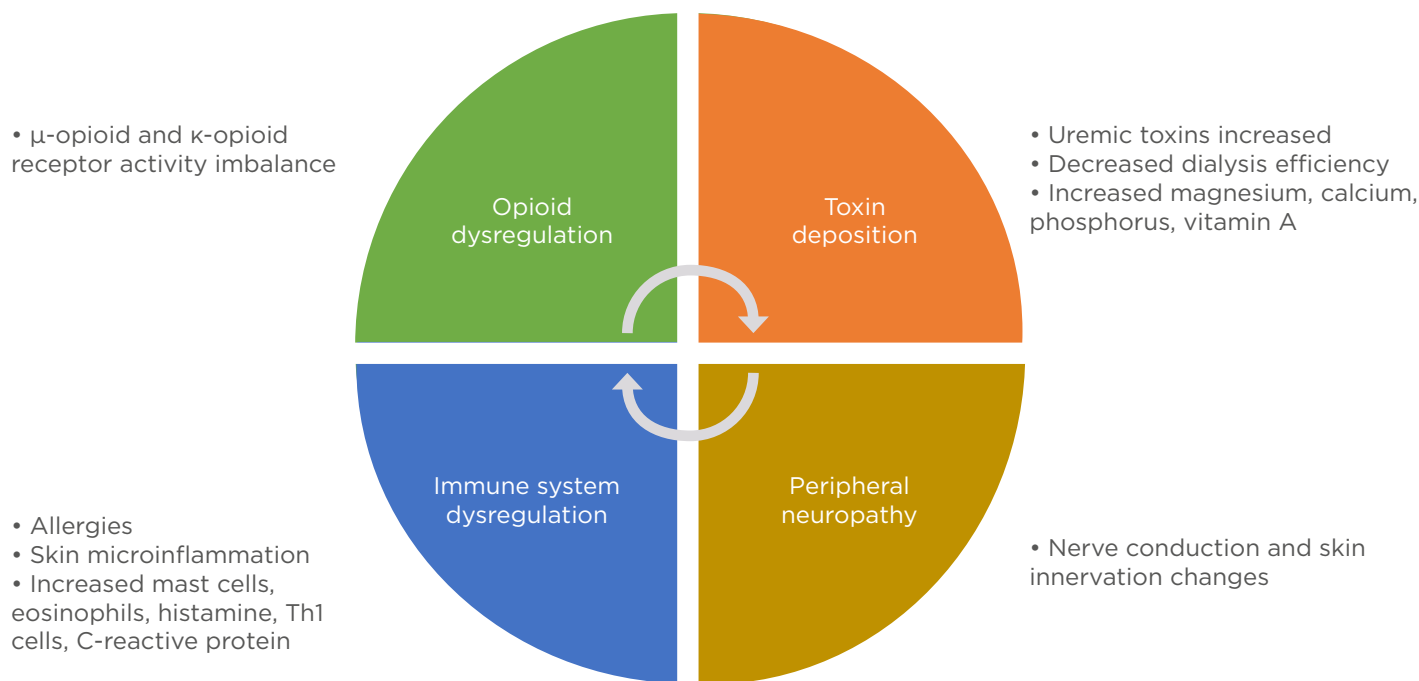 • μ-opioid and κ-opioid
receptor activity imbalance
Opioid
dysregulation
Toxin
deposition
• Uremic toxins increased
• Decreased dialysis efficiency
• Increased magnesium, calcium,
phosphorus, vitamin A
• Allergies
• Skin microinflammation
• Increased mast cells,
eosinophils, histamine, Th1
cells, C-reactive protein
Immune system
dysregulation
Peripheral
neuropathy
• Nerve conduction and skin
innervation changes